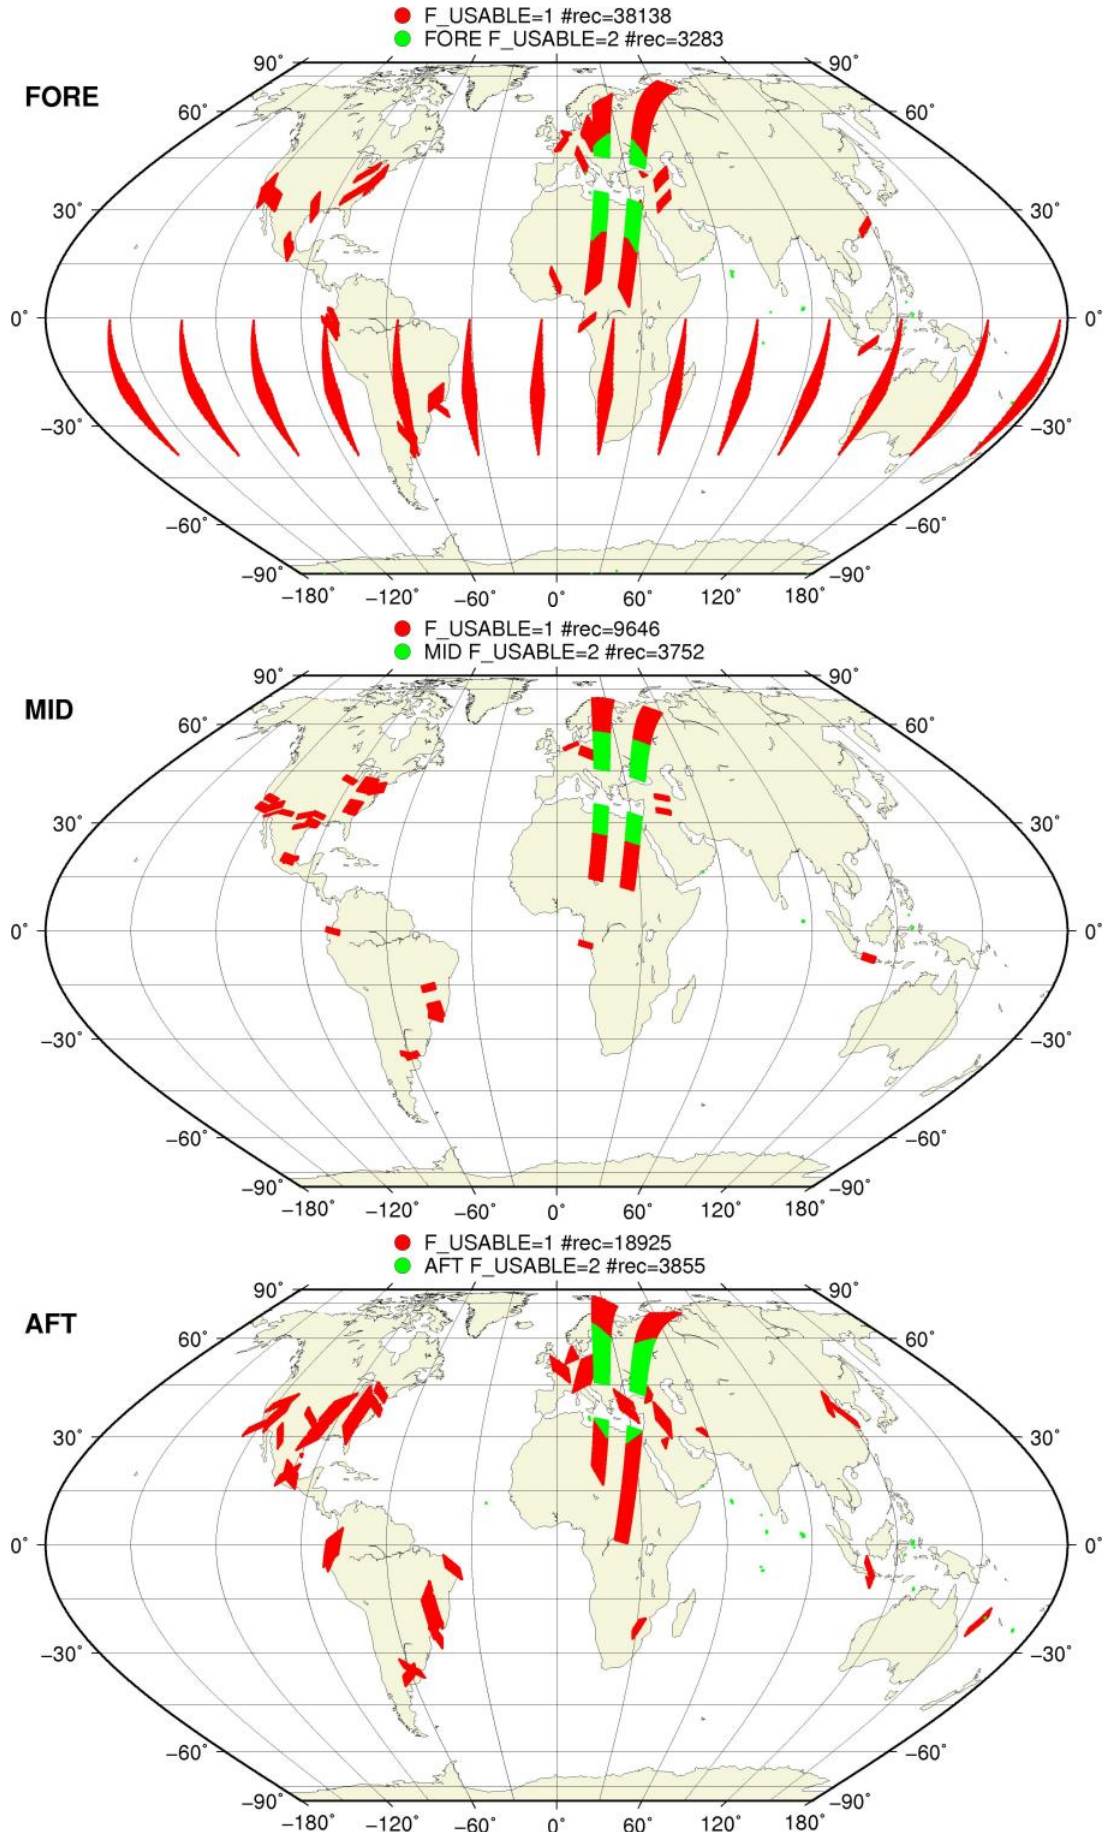 F_USABLE=1 #rec=38138
FORE F_USABLE=2 #rec=3283
FORE
90˚ 90˚
60˚ 60˚
30˚ 30˚
0˚ 0˚
−30˚ −30˚
−60˚ −60˚
−90˚ −90˚
−180˚ −120˚ −60˚ 0˚ 60˚ 120˚ 180˚
F_USABLE=1 #rec=9646
MID F_USABLE=2 #rec=3752
MID
90˚ 90˚
60˚ 60˚
30˚ 30˚
0˚ 0˚
−30˚ −30˚
−60˚ −60˚
−90˚ −90˚
−180˚ −120˚ −60˚ 0˚ 60˚ 120˚ 180˚
F_USABLE=1 #rec=18925
AFT F_USABLE=2 #rec=3855
AFT
90˚ 90˚
60˚ 60˚
30˚ 30˚
0˚ 0˚
−30˚ −30˚
−60˚ −60˚
−90˚ −90˚
−180˚ −120˚ −60˚ 0˚ 60˚ 120˚ 180˚